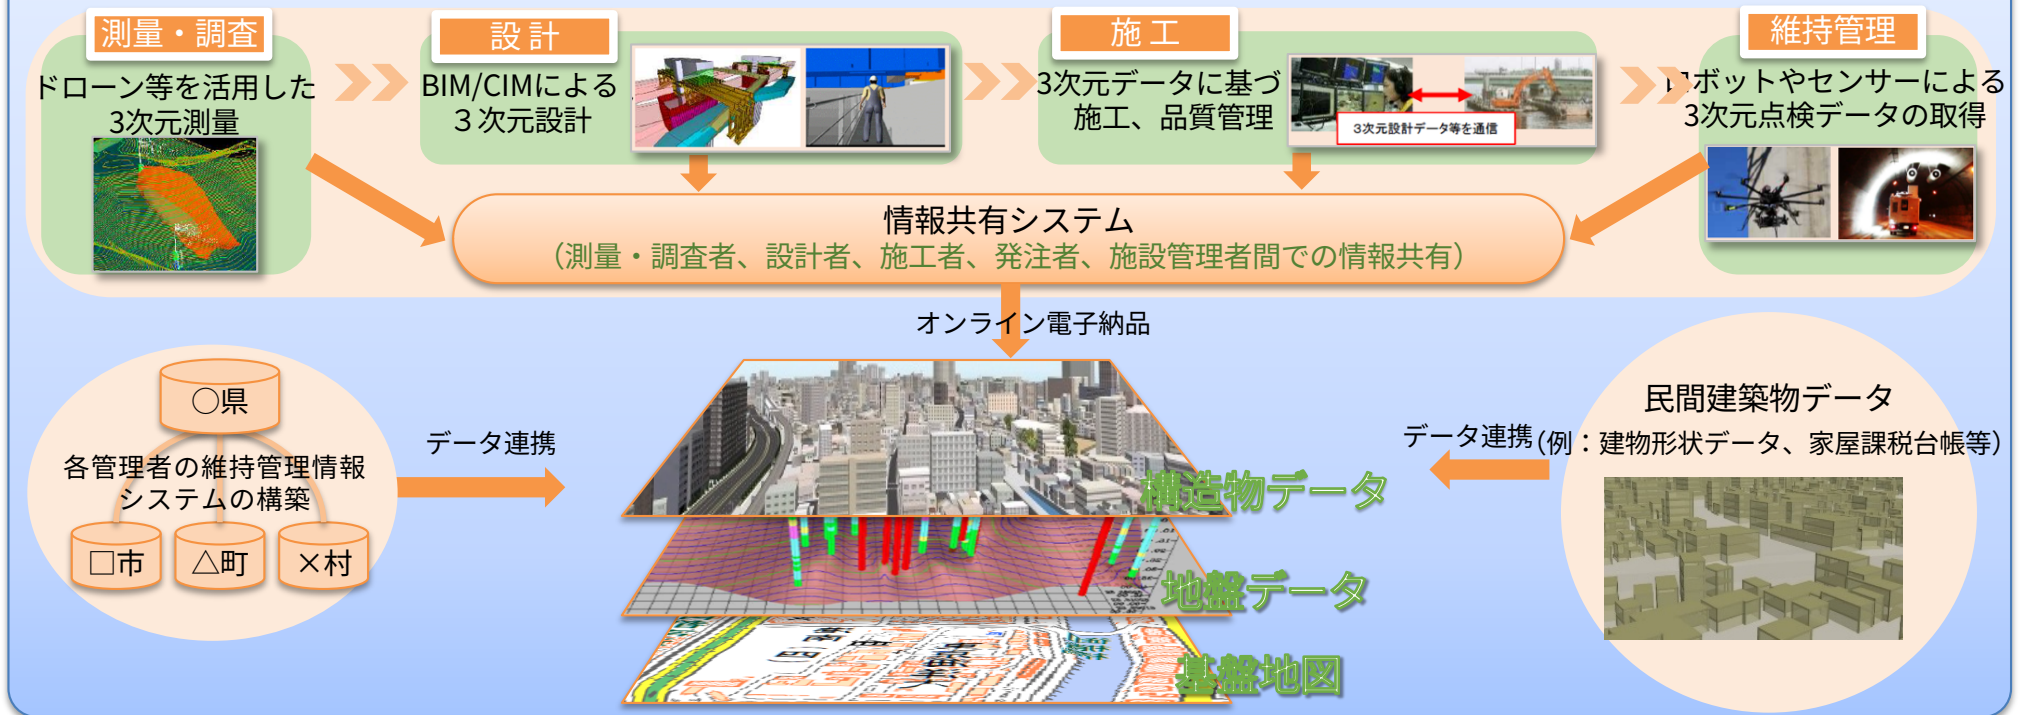 測量・調査
ドローン等を活用した
3次元測量
設 計
BIM/CIMによる
３次元設計
施 工
3次元データに基づ
施工、品質管理
3次元設計データ等を通信
維持管理
ロボットやセンサーによる
3次元点検データの取得
情報共有システム
（測量・調査者、設計者、施工者、発注者、施設管理者間での情報共有）
オンライン電子納品
〇県
各管理者の維持管理情報
システムの構築
□市
△町
×村
データ連携
構造物データ
地盤データ
基盤地図
データ連携
民間建築物データ
(例：建物形状データ、家屋課税台帳等）